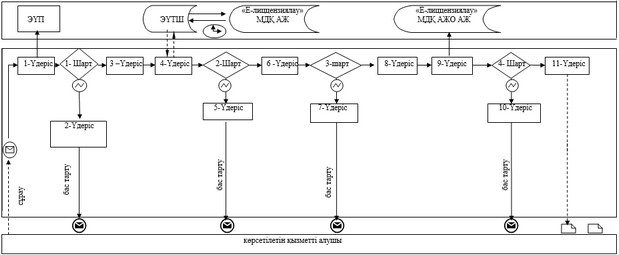 ЭҮП
ЭҮТШ
«Е-лицензиялау»
МДҚ АЖ
«Е-лицензиялау»
МДҚ АЖО АЖ
1-Үдеріс
1- Шарт
3 –Үдеріс
4-Үдеріс
2-Шарт
6 -Үдеріс
3-шарт
8-Үдеріс
9-Үдеріс
4- Шарт
11-Үдеріс
2-Үдеріс
5-Үдеріс
7-Үдеріс
10-Үдеріс
сұрау
бас тарту
бас тарту
бас тарту
бас тарту
көрсетілетін қызметті алушы